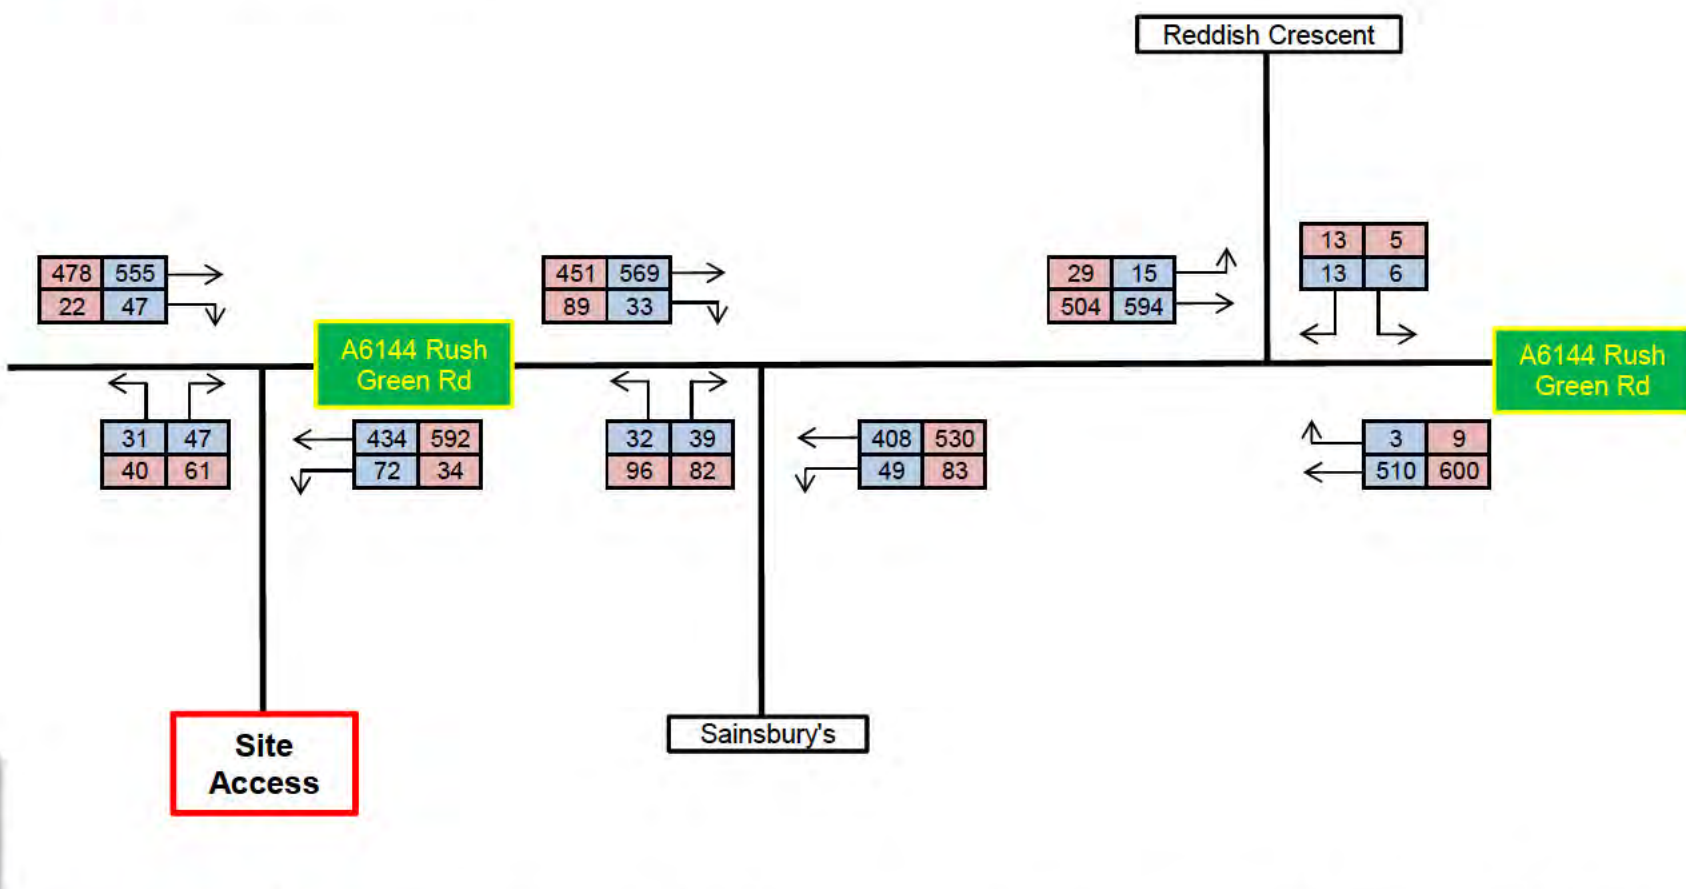 Reddish Crescent
13 5
13 6
478 555
22 47
451 569
89 33
29 15
504 594
A6144 Rush
Green Rd
A6144 Rush
Green Rd
31 47
40 61
434 592
72 34
32 39
96 82
408 530
49 83
3 9
510 600
Site
Access
Sainsbury's